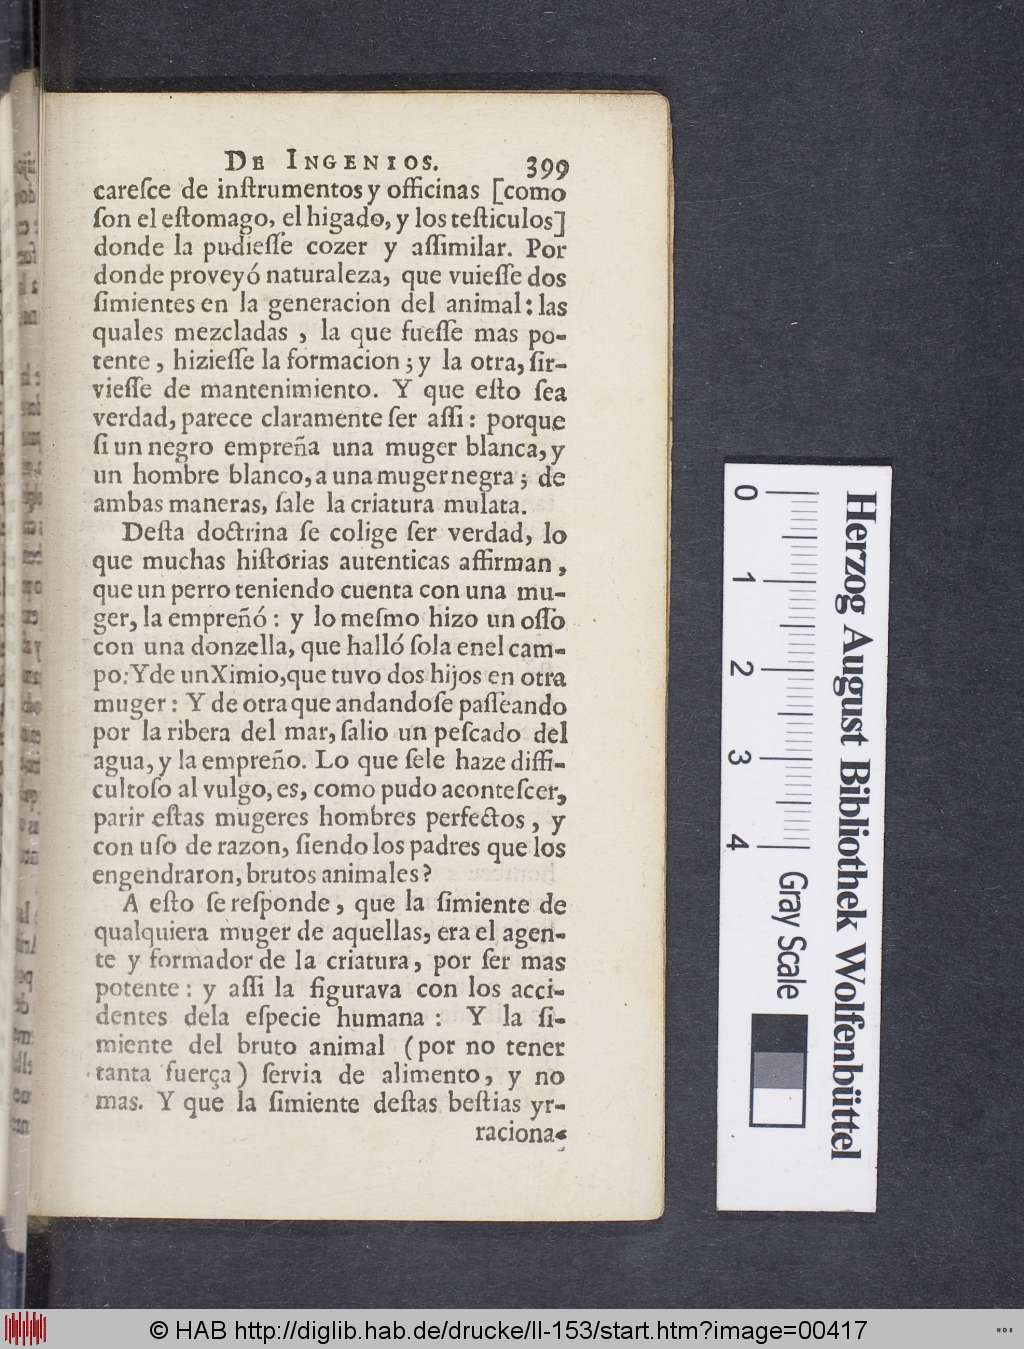 DE INGENIOS. 399
careſce de inſtrumentos y officinas [como
ſon el eſtomago, el higado, y los teſticulos]
donde la pudieſſe cozer y aſſimilar. Por
donde proveyó naturaleza, que vuieſſe dos
ſimientes en la generacion del animal: las
quales mezcladas, la que fueſſe mas po-
tente, hizieſſe la formacion; y la otra, ſir-
vieſſe de mantenimiento. Y que eſto ſea
verdad, parece claramente ſer aſſi: porque
ſi un negro empreña una muger blanca, y
un hombre blanco, a una muger negra; de
ambas maneras, ſale la criatura mulata.
Deſta doctrina ſe colige ſer verdad, lo
que muchas hiſtorias autenticas affirman,
que un perro teniendo cuenta con una mu-
ger, la empreñó: y lo meſmo hizo un oſſo
con una donzella, que halló ſola enel cam-
po: Y de un Ximio, que tuvo dos hijos en otra
muger: Y de otra que andandoſe paſſeando
por la ribera del mar, ſalio un peſcado del
agua, y la empreño. Lo que ſele haze diffi-
cultoſo al vulgo, es, como pudo aconteſcer,
parir eſtas mugeres hombres perfectos, y
con uſo de razon, ſiendo los padres que los
engendraron, brutos animales?
A eſto ſe reſponde, que la ſimiente de
qualquiera muger de aquellas, era el agen-
te y formador de la criatura, por ſer mas
potente: y aſſi la figurava con los acci-
dentes dela eſpecie humana: Y la ſi-
miente del bruto animal (por no tener
tanta fuerça) ſervia de alimento, y no
mas. Y que la ſimiente deſtas beſtias yr-
raciona-
0 1 2 3 4
Gray Scale
Herzog August Bibliothek Wolfenbüttel
© HAB http://diglib.hab.de/drucke/ll-153/start.htm?image=00417